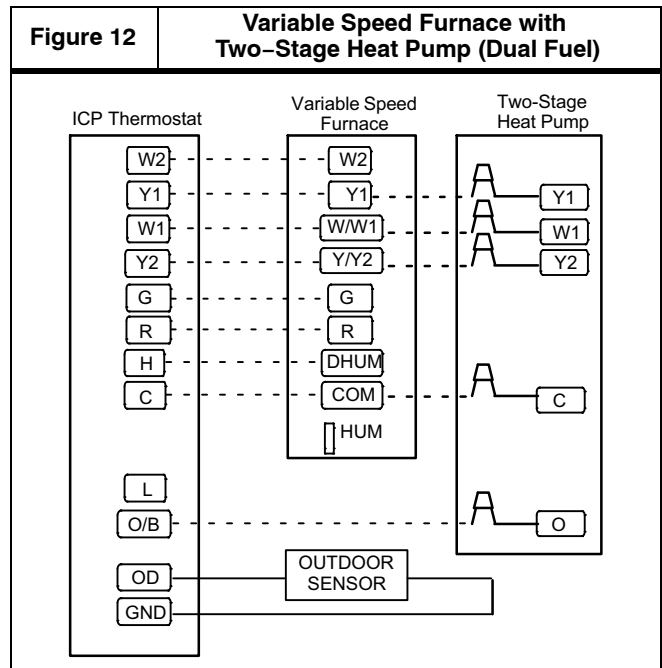 Figure 12
Variable Speed Furnace with
Two−Stage Heat Pump (Dual Fuel)
ICP Thermostat
Variable Speed
Furnace
Two-Stage
Heat Pump
W2 W2
Y1 Y1 Y1
W1 W/W1 W1
Y2 Y/Y2 Y2
G G
R R
H DHUM
C COM C
HUM
L
O/B O
OD OUTDOOR
SENSOR
GND